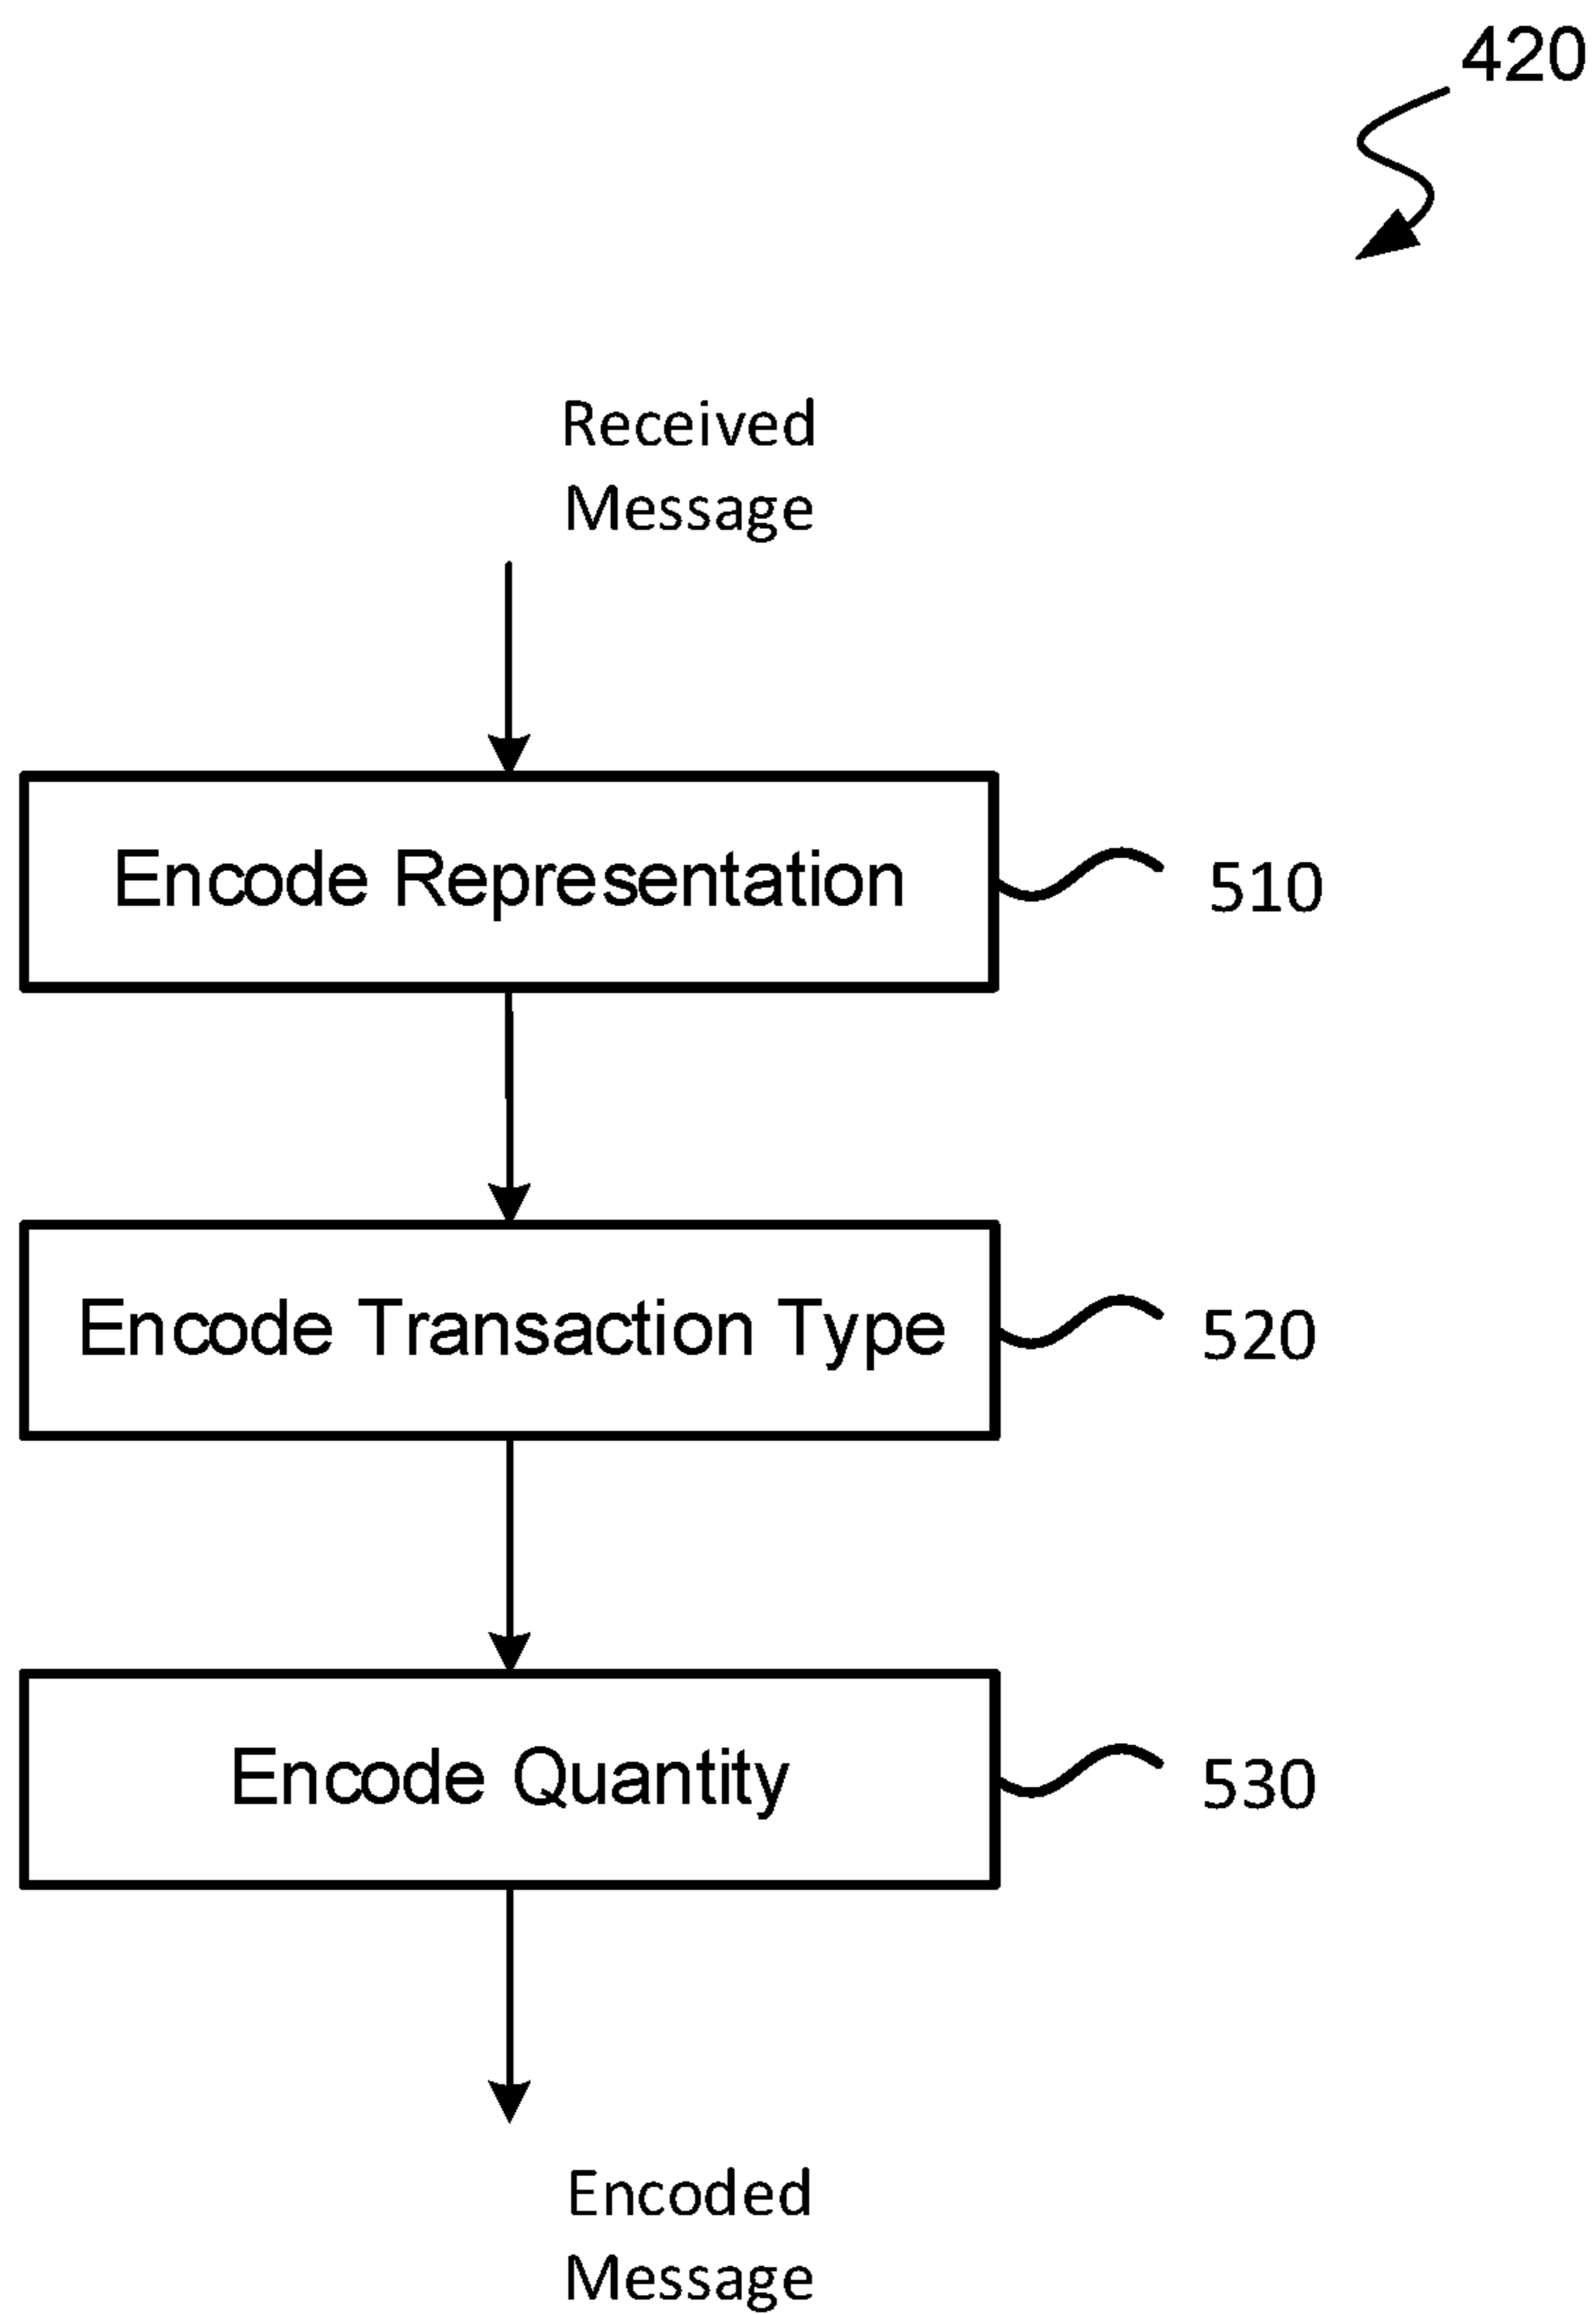 420
Received
Message
Encode Representation
510
Encode Transaction Type
520
Encode Quantity
530
Encoded
Message